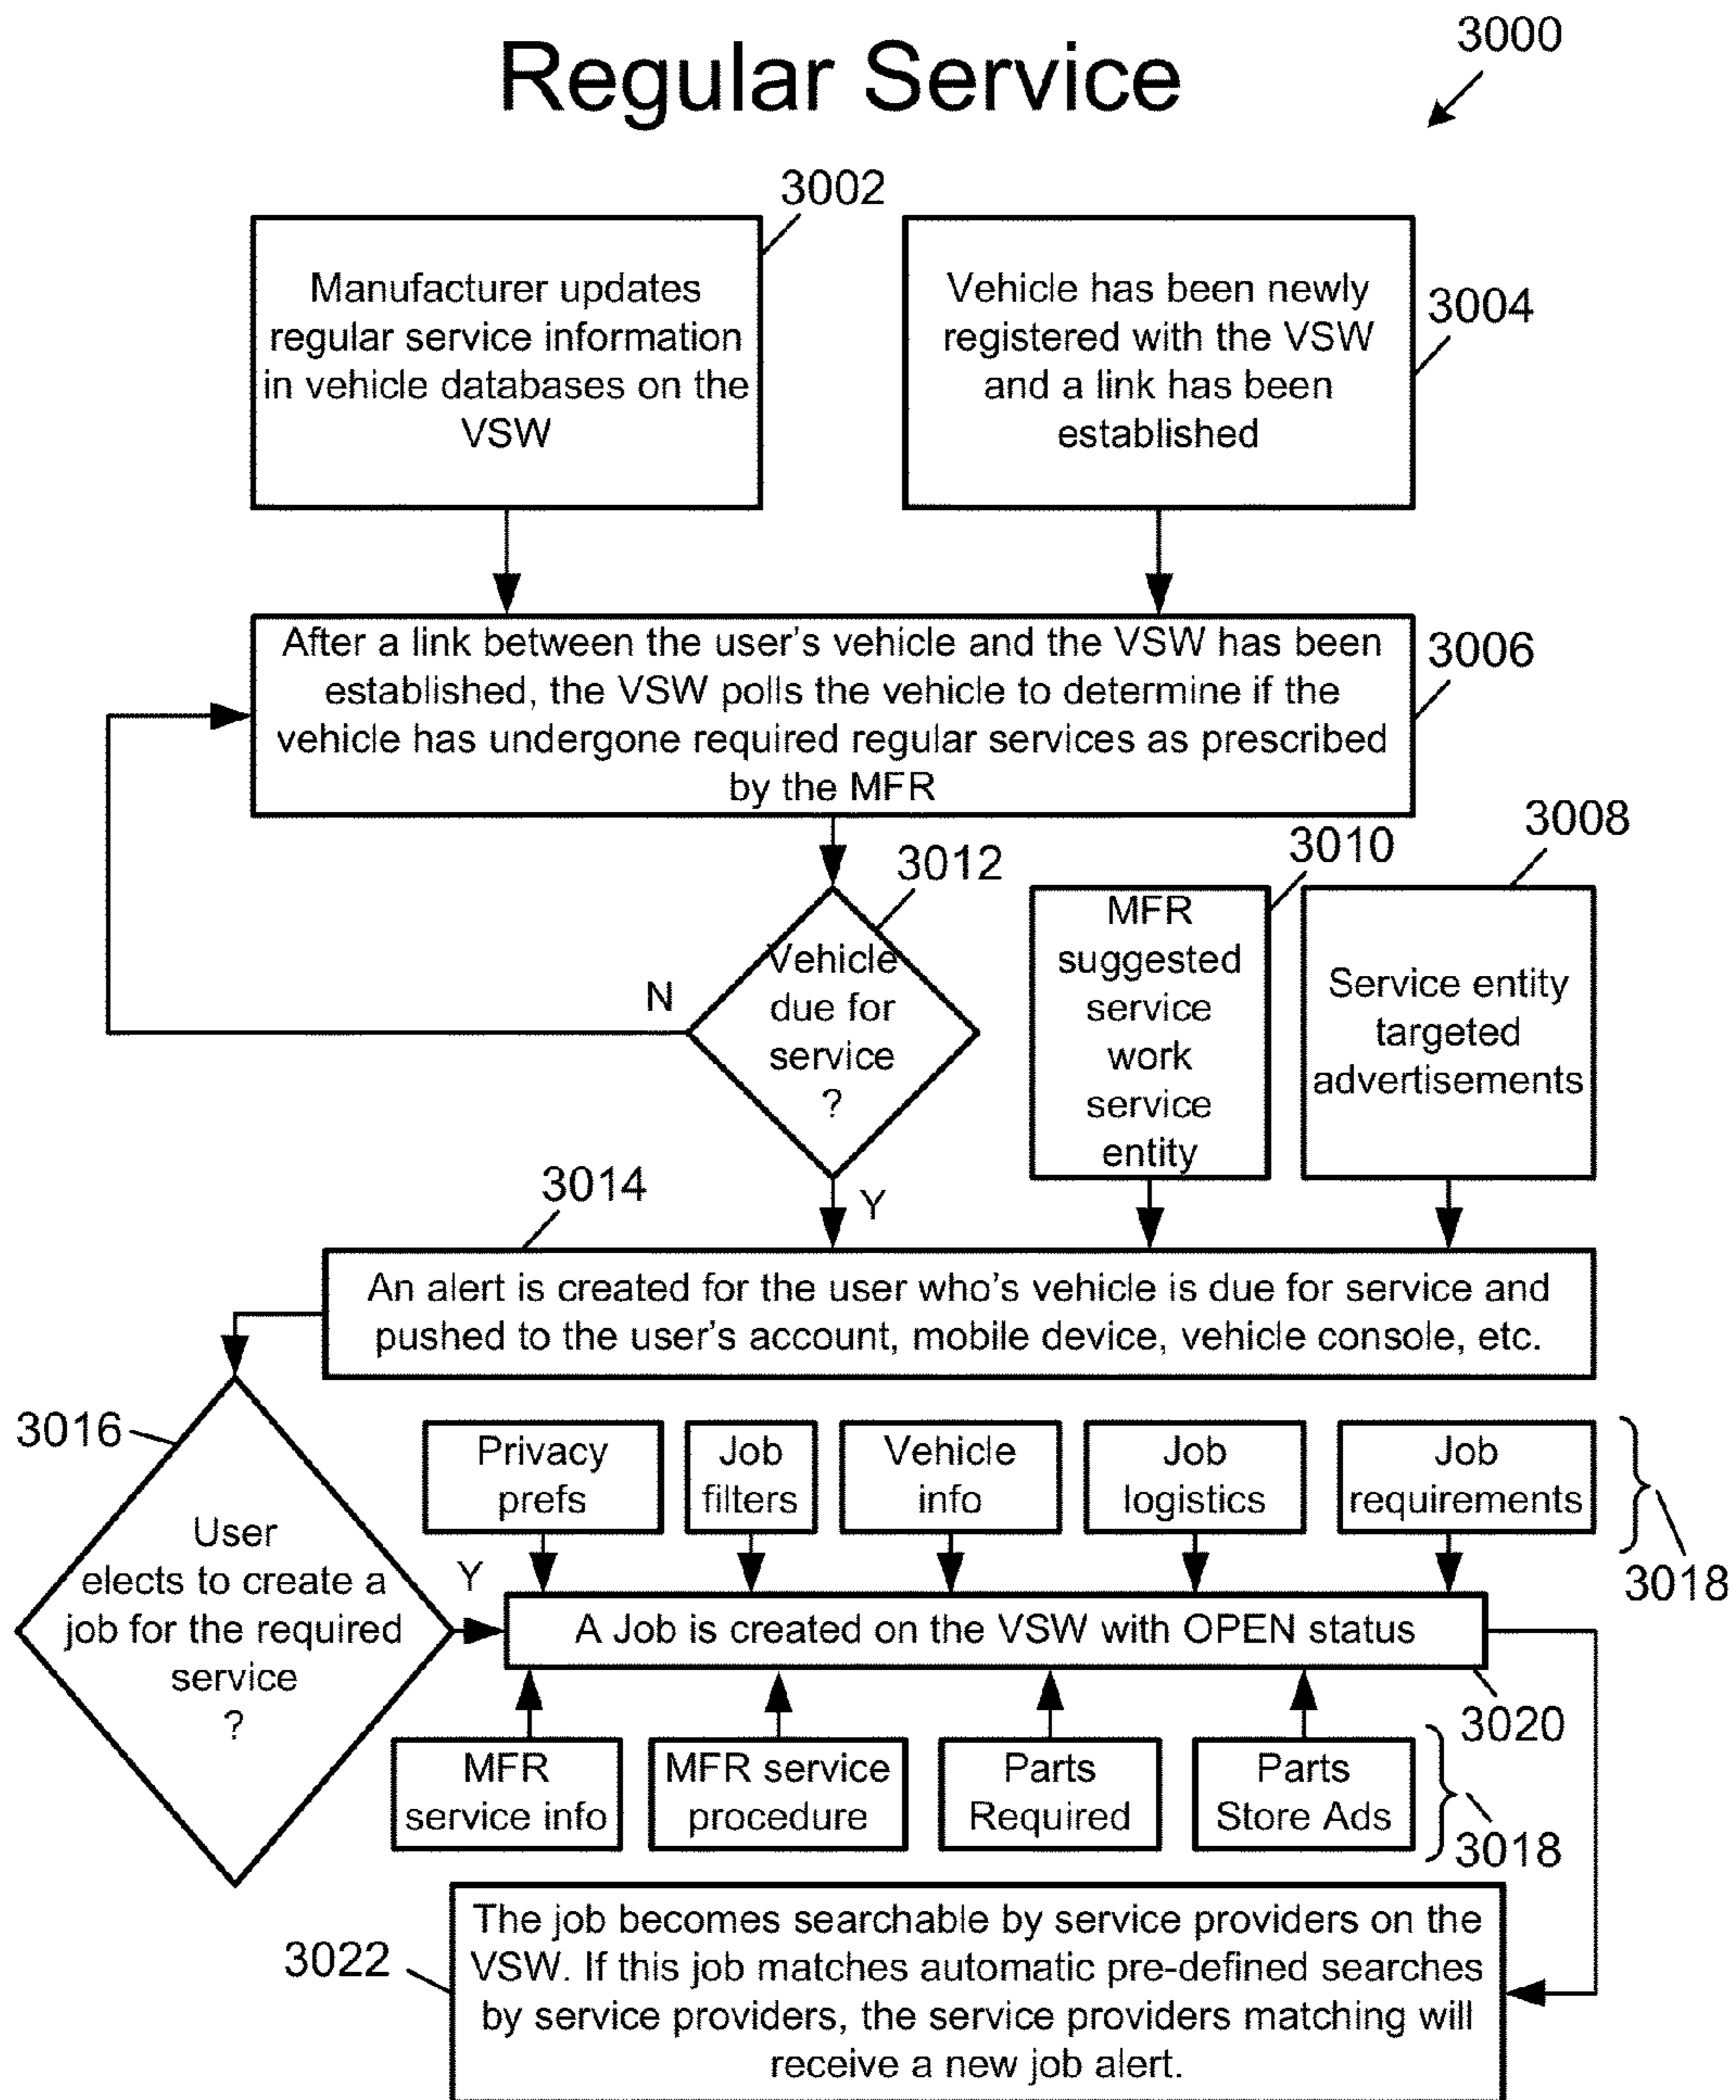 Regular Service
3000
3002
Manufacturer updates
regular service information
in vehicle databases on the
VSW
Vehicle has been newly
registered with the VSW
and a link has been
established
3004
After a link between the user's vehicle and the VSW has been
established, the VSW polls the vehicle to determine if the
vehicle has undergone required regular services as prescribed
by the MFR
3006
3012
Vehicle
due for
service
?
N
Y
3010
MFR
suggested
service
work
service
entity
3008
Service entity
targeted
advertisements
3014
An alert is created for the user who's vehicle is due for service and
pushed to the user's account, mobile device, vehicle console, etc.
3016
User
elects to create a
job for the required
service
?
Y
Privacy
prefs
Job
filters
Vehicle
info
Job
logistics
Job
requirements
3018
A Job is created on the VSW with OPEN status
3020
MFR
service info
MFR service
procedure
Parts
Required
Parts
Store Ads
3018
3022
The job becomes searchable by service providers on the
VSW. If this job matches automatic pre-defined searches
by service providers, the service providers matching will
receive a new job alert.